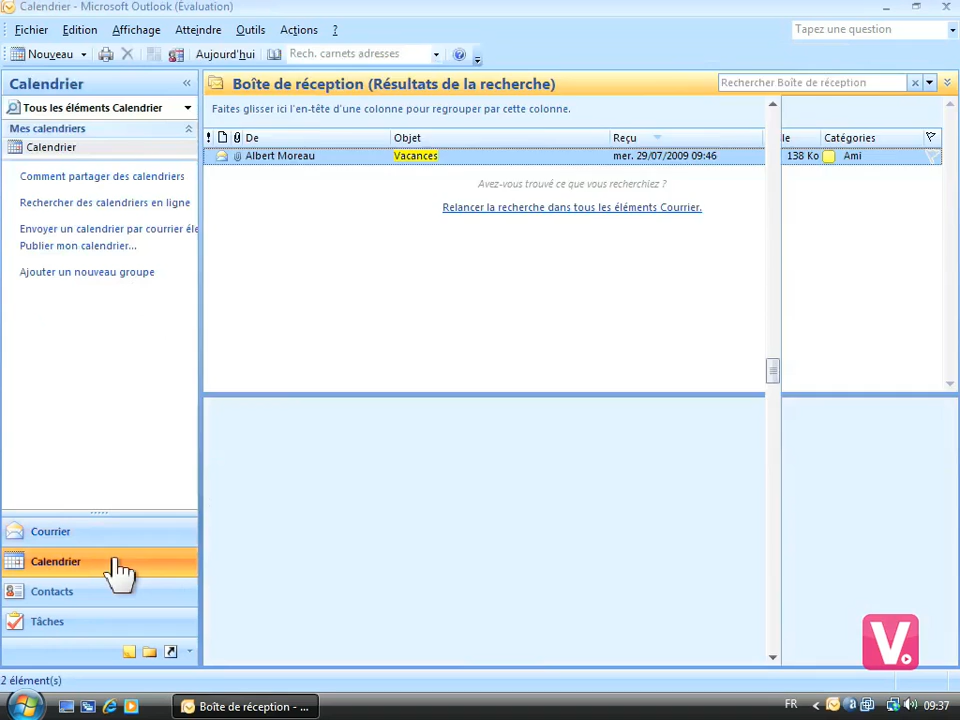 Calendrier - Microsoft Outlook (Évaluation)
Fichier Edition Affichage Atteindre Outils Actions ?
Tapez une question
Nouveau Aujourd'hui Rech. carnets adresses
Calendrier «
Boîte de réception (Résultats de la recherche)
Rechercher Boîte de réception
Tous les éléments Calendrier
Faites glisser ici l'en-tête d'une colonne pour regrouper par cette colonne.
Mes calendriers
! De Objet Reçu lle Catégories
Calendrier
Albert Moreau Vacances mer. 29/07/2009 09:46 138 Ko Ami
Comment partager des calendriers
Avez-vous trouvé ce que vous recherchiez ?
Rechercher des calendriers en ligne
Relancer la recherche dans tous les éléments Courrier.
Envoyer un calendrier par courrier éle
Publier mon calendrier...
Ajouter un nouveau groupe
Courrier
Calendrier
Contacts
Tâches
V
2 élément(s)
Boîte de réception - ...
FR
09:37